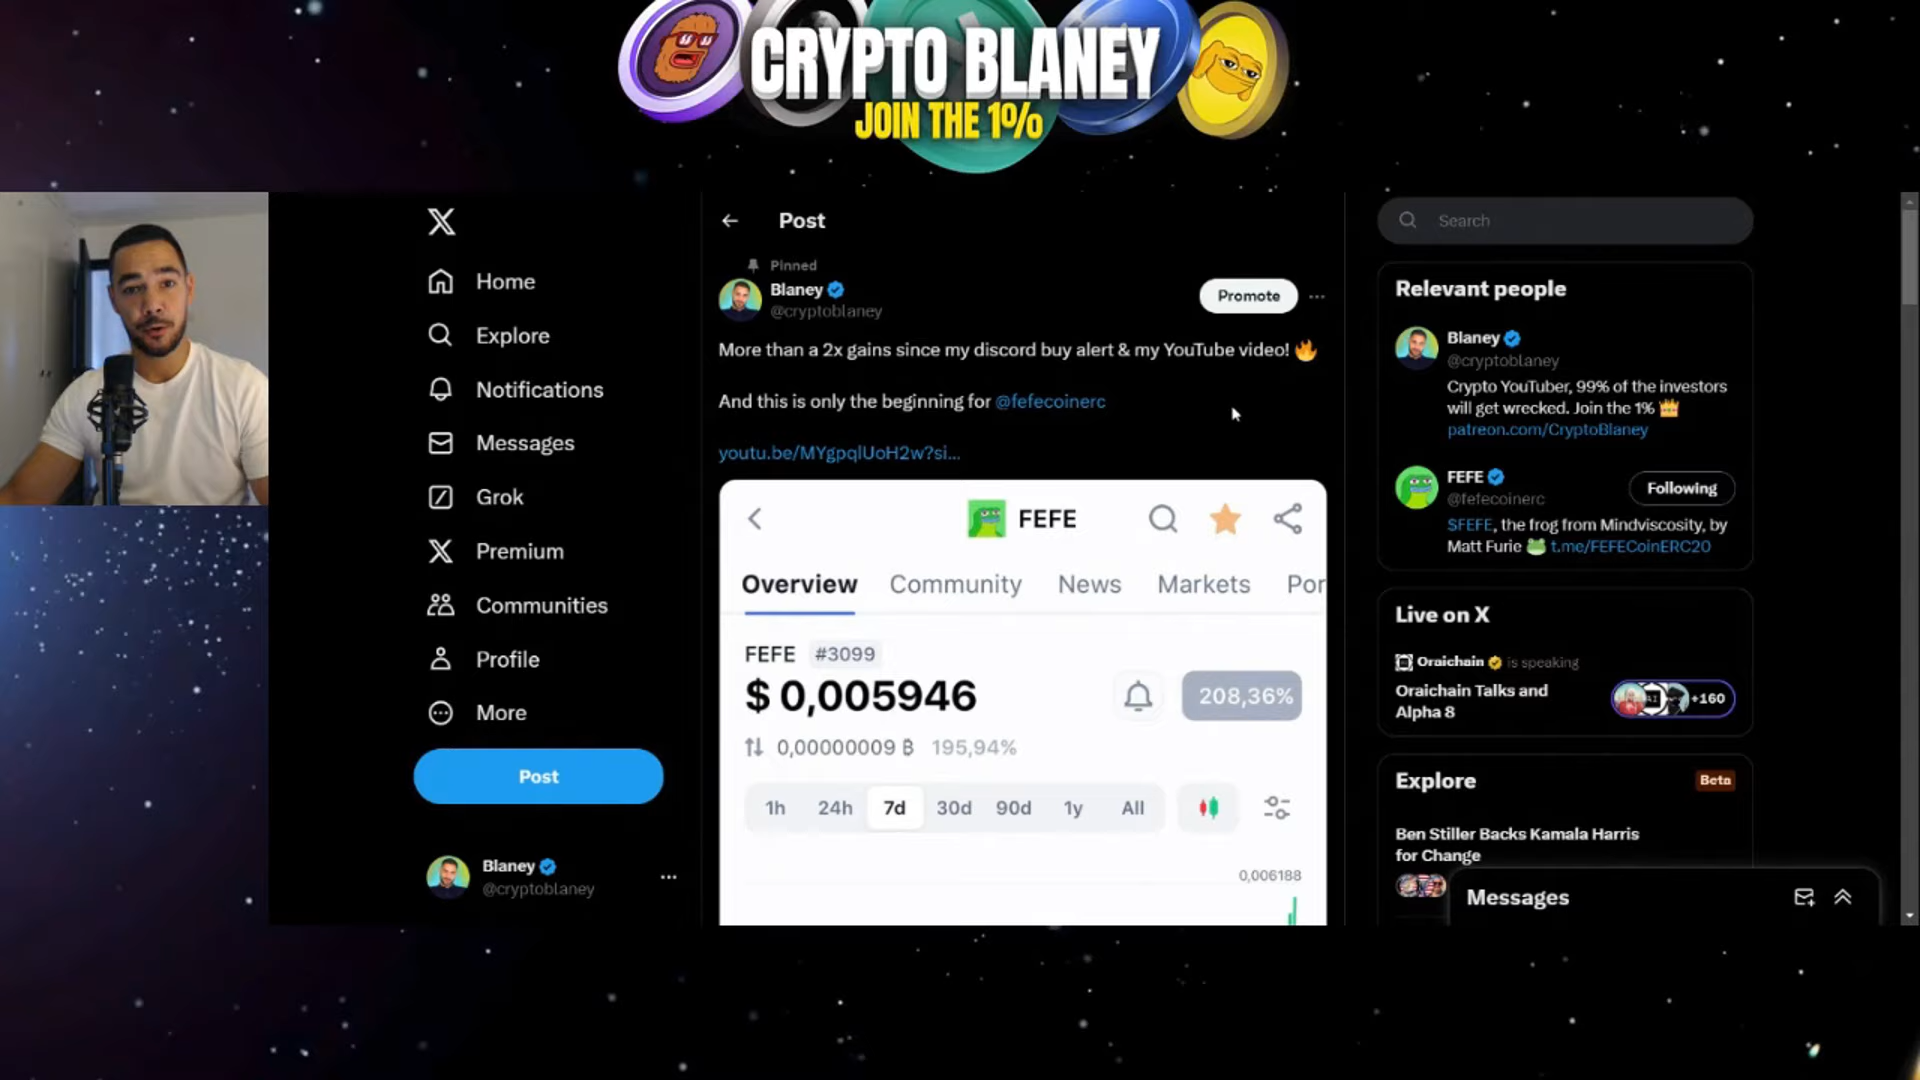 CRYPTO BLANEY
JOIN THE 1%
Home
Explore
Notifications
Messages
Grok
Premium
Communities
Profile
More
Post
Blaney
@cryptoblaney
Post
Pinned
Blaney
@cryptoblaney
Promote
More than a 2x gains since my discord buy alert & my YouTube video! 🔥
And this is only the beginning for @fefecoinerc
youtu.be/MYgpqlUoH2w?si...
FEFE
Overview Community News Markets Por
FEFE #3099
$ 0,005946
208,36%
0,00000009 ₿ 195,94%
1h 24h 7d 30d 90d 1y All
0,006188
Search
Relevant people
Blaney
@cryptoblaney
Crypto YouTuber, 99% of the investors
will get wrecked. Join the 1% 👑
patreon.com/CryptoBlaney
FEFE
@fefecoinerc
Following
$FEFE, the frog from Mindviscosity, by
Matt Furie 🐸 t.me/FEFECoinERC20
Live on X
Oraichain is speaking
Oraichain Talks and
Alpha 8
+160
Explore
Beta
Ben Stiller Backs Kamala Harris
for Change
Messages